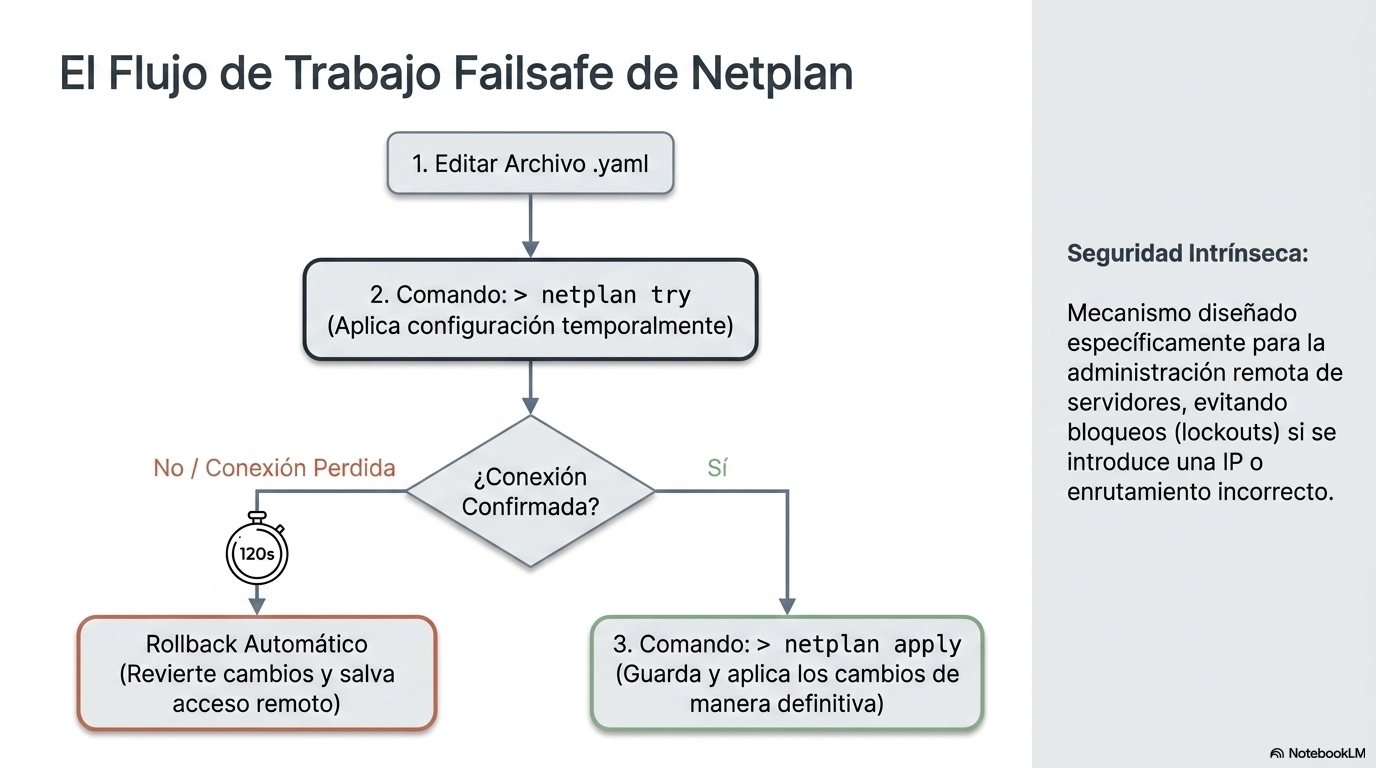 El Flujo de Trabajo Failsafe de Netplan
1. Editar Archivo .yaml
2. Comando: > netplan try
(Aplica configuración temporalmente)
¿Conexión
Confirmada?
No / Conexión Perdida
Sí
120s
Rollback Automático
(Revierte cambios y salva
acceso remoto)
3. Comando: > netplan apply
(Guarda y aplica los cambios de
manera definitiva)
Seguridad Intrínseca:
Mecanismo diseñado
específicamente para la
administración remota de
servidores, evitando
bloqueos (lockouts) si se
introduce una IP o
enrutamiento incorrecto.
NotebookLM